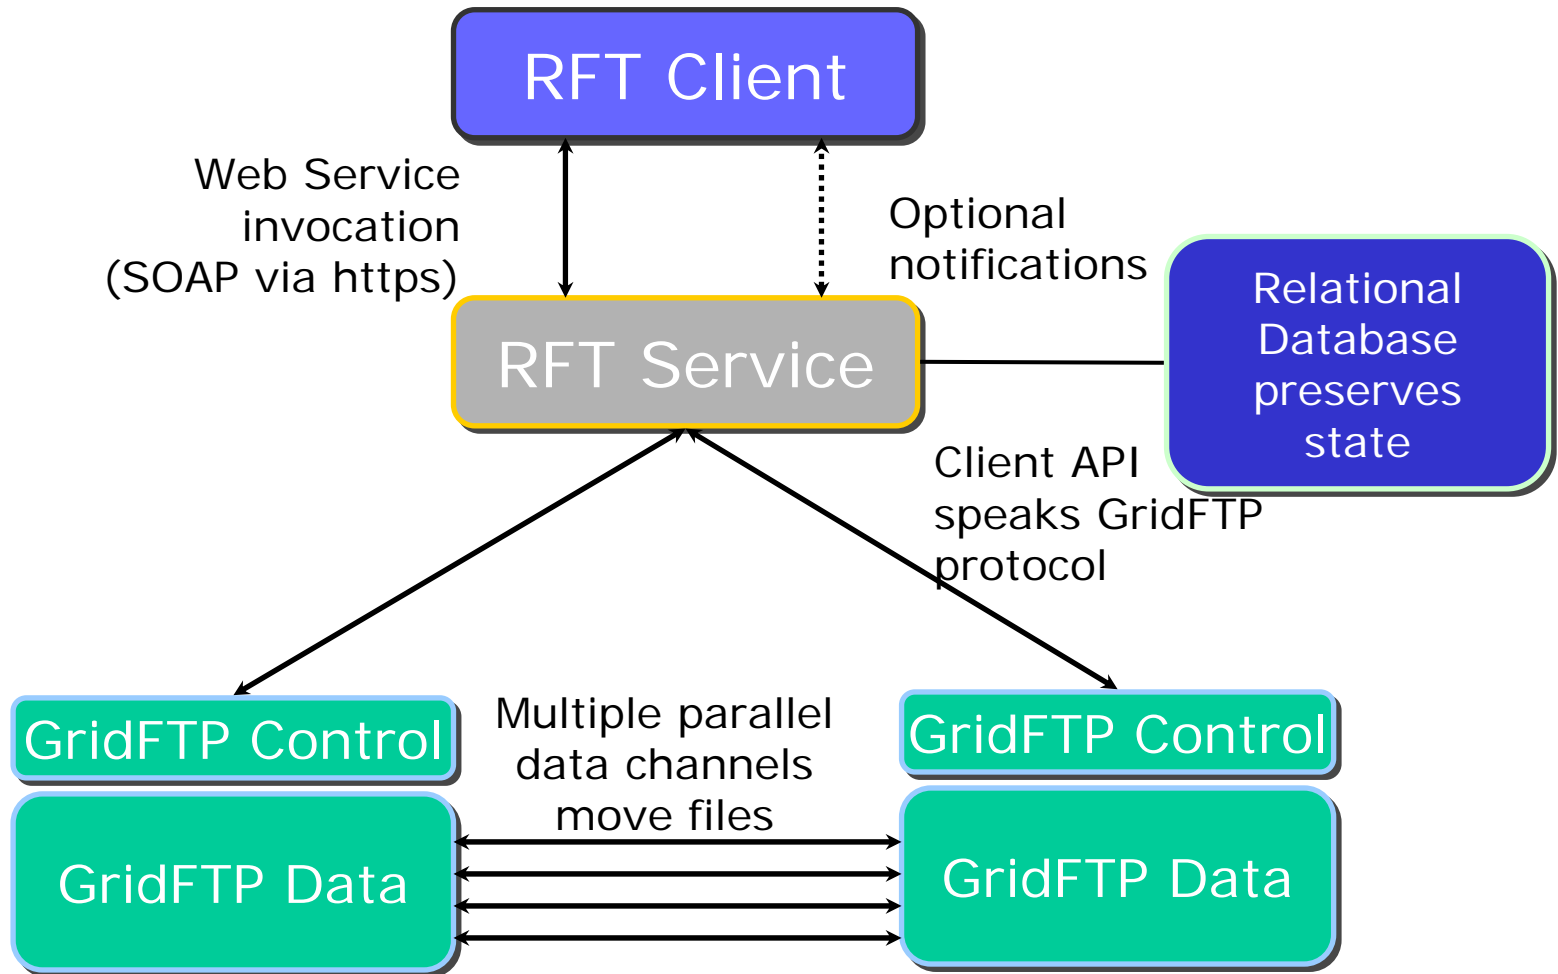 RFT Client
Web Service
invocation
(SOAP via https)
Optional
notifications
RFT Service
Relational
Database
preserves
state
Client API
speaks GridFTP
protocol
GridFTP Control
Multiple parallel
data channels
move files
GridFTP Control
GridFTP Data
GridFTP Data